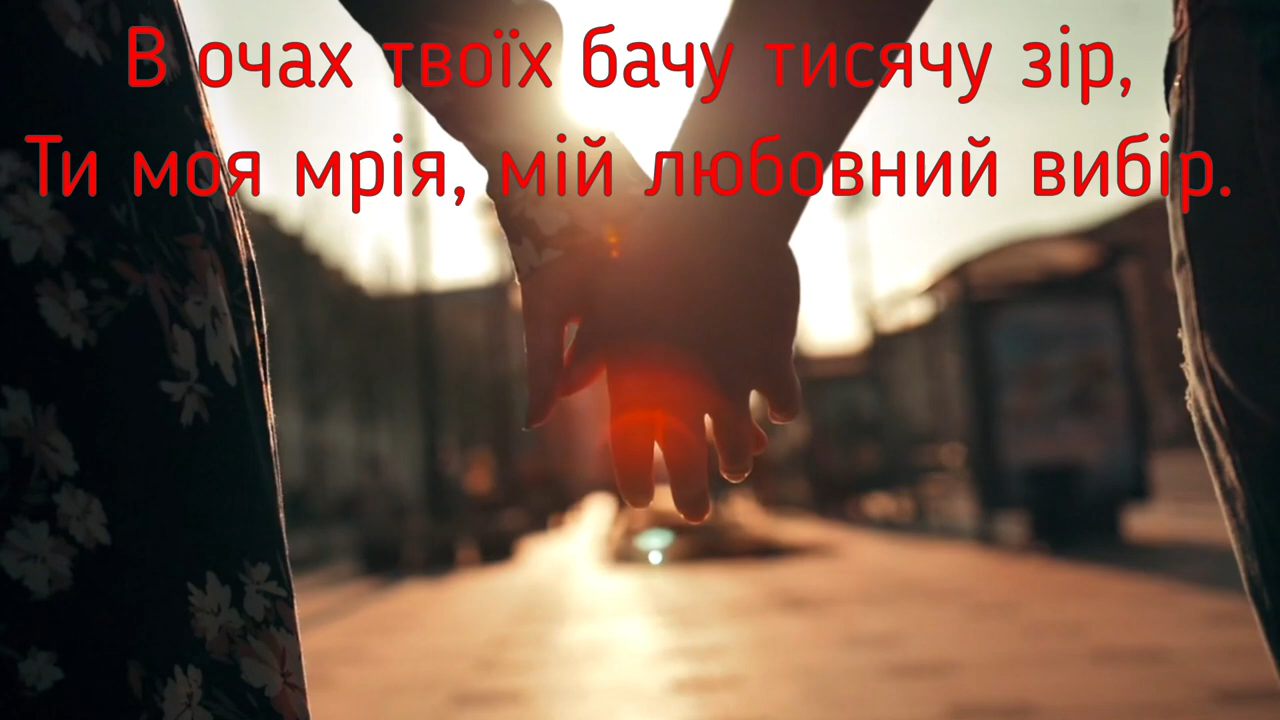 В очах твоїх бачу тисячу зір,
Ти моя мрія, мій любовний вибір.